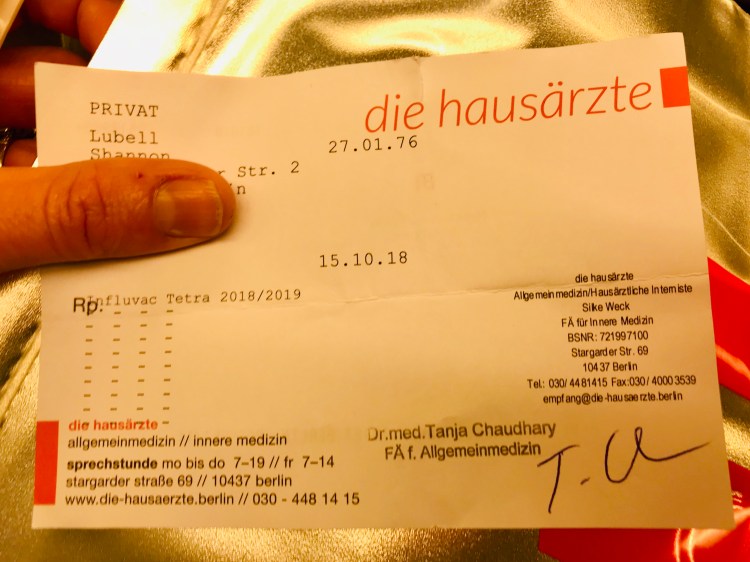 die hausärzte
PRIVAT
Lubell
27.01.76
Shannon
Str. 2
15.10.18
Rp.
Influvac Tetra 2018/2019
die hausärzte
Allgemeinmedizin/Hausärztliche Interniste
Silke Weck
FÄ für Innere Medizin
BSNR: 721997100
Stargarder Str. 69
10437 Berlin
Tel.: 030/ 4481415 Fax:030/ 40003539
empfang@die-hausaerzte.berlin
die hausärzte
allgemeinmedizin // innere medizin
sprechstunde mo bis do 7–19 // fr 7–14
stargarder straße 69 // 10437 berlin
www.die-hausaerzte.berlin // 030 - 448 14 15
Dr.med.Tanja Chaudhary
FÄ f. Allgemeinmedizin